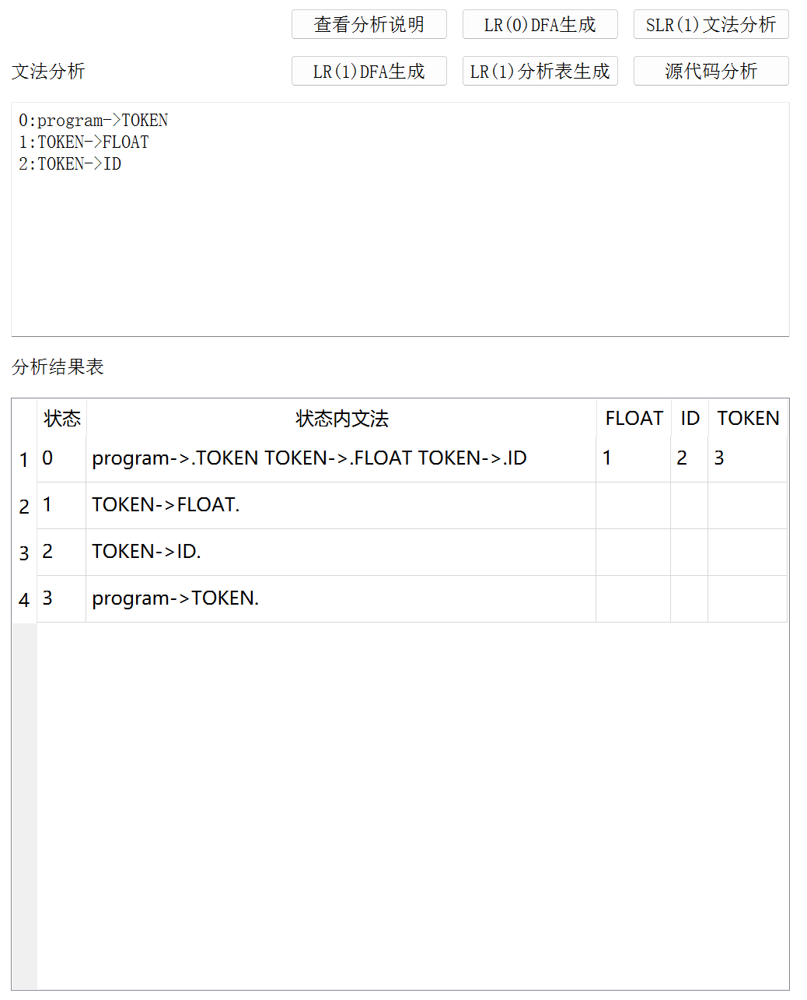 查看分析说明 LR(0)DFA生成 SLR(1)文法分析
文法分析 LR(1)DFA生成 LR(1)分析表生成 源代码分析
0:program->TOKEN
1:TOKEN->FLOAT
2:TOKEN->ID
分析结果表
状态 状态内文法 FLOAT ID TOKEN
1 0 program->.TOKEN TOKEN->.FLOAT TOKEN->.ID 1 2 3
2 1 TOKEN->FLOAT.
3 2 TOKEN->ID.
4 3 program->TOKEN.